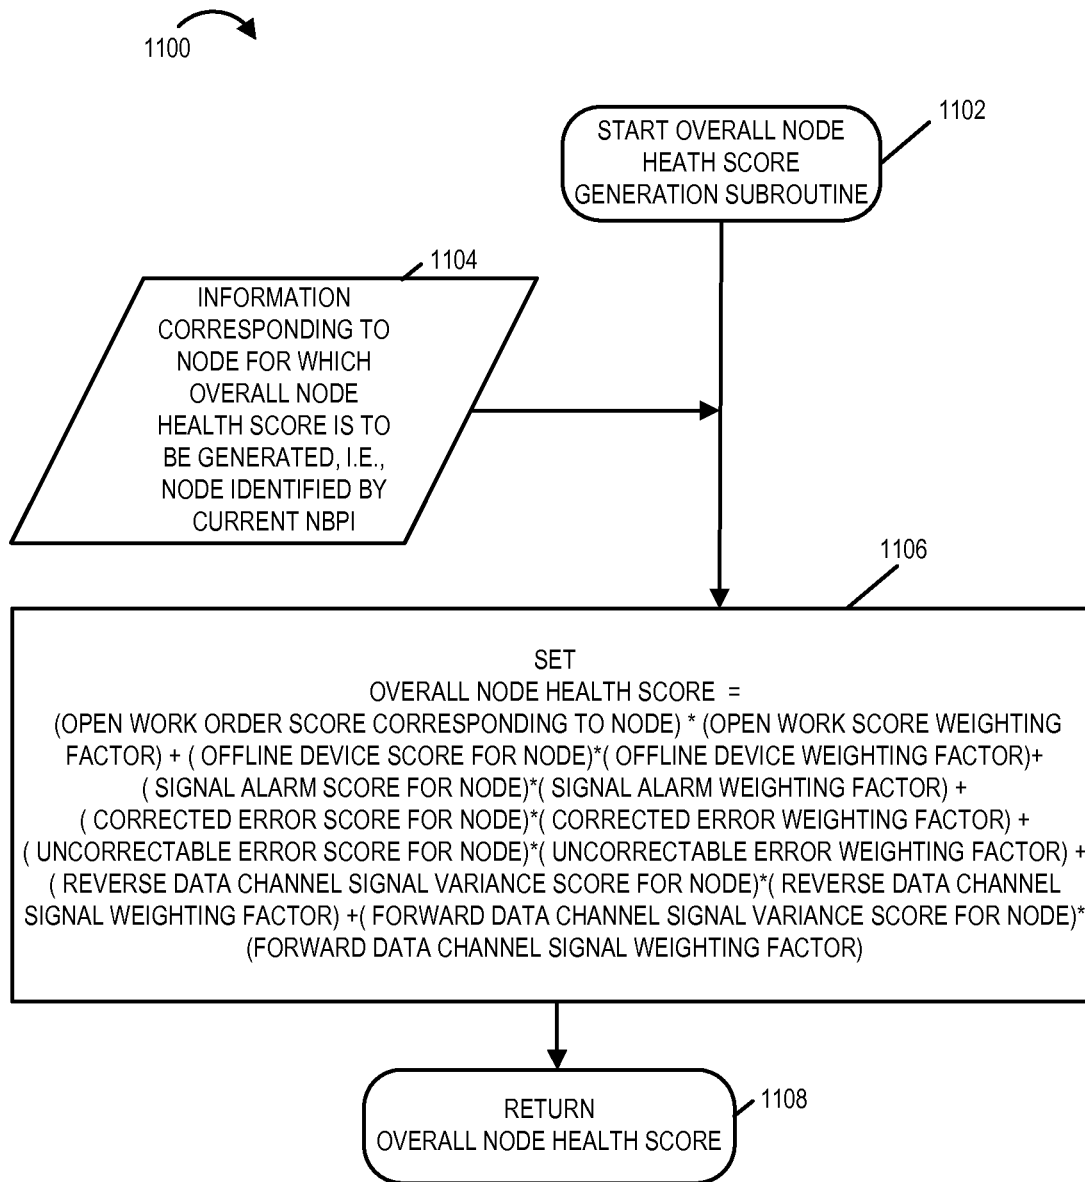 1100
1102
START OVERALL NODE
HEATH SCORE
GENERATION SUBROUTINE
1104
INFORMATION
CORRESPONDING TO
NODE FOR WHICH
OVERALL NODE
HEALTH SCORE IS TO
BE GENERATED, I.E.,
NODE IDENTIFIED BY
CURRENT NBPI
1106
SET
OVERALL NODE HEALTH SCORE =
(OPEN WORK ORDER SCORE CORRESPONDING TO NODE) * (OPEN WORK SCORE WEIGHTING
FACTOR) + ( OFFLINE DEVICE SCORE FOR NODE)*( OFFLINE DEVICE WEIGHTING FACTOR)+
( SIGNAL ALARM SCORE FOR NODE)*( SIGNAL ALARM WEIGHTING FACTOR) +
( CORRECTED ERROR SCORE FOR NODE)*( CORRECTED ERROR WEIGHTING FACTOR) +
( UNCORRECTABLE ERROR SCORE FOR NODE)*( UNCORRECTABLE ERROR WEIGHTING FACTOR) +
( REVERSE DATA CHANNEL SIGNAL VARIANCE SCORE FOR NODE)*( REVERSE DATA CHANNEL
SIGNAL WEIGHTING FACTOR) +( FORWARD DATA CHANNEL SIGNAL VARIANCE SCORE FOR NODE)*
(FORWARD DATA CHANNEL SIGNAL WEIGHTING FACTOR)
1108
RETURN
OVERALL NODE HEALTH SCORE